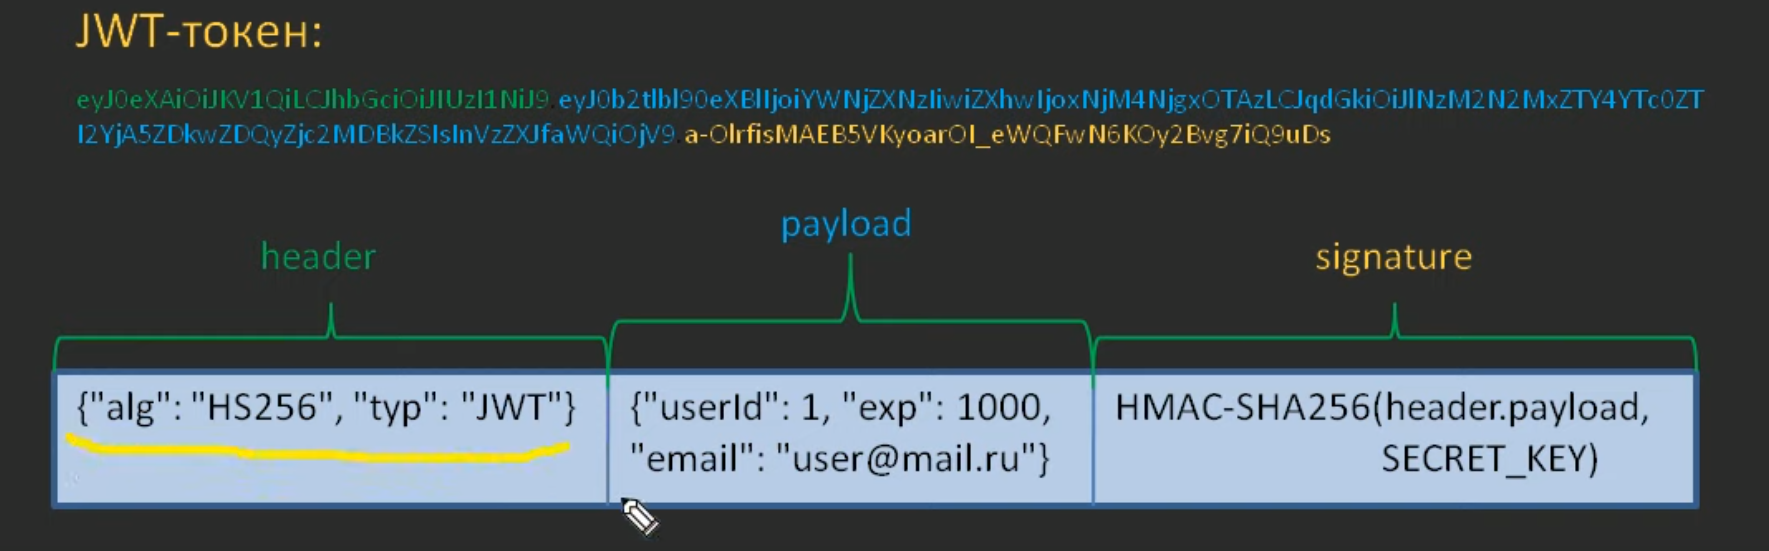 JWT-токен:
eyJ0eXAiOiJKV1QiLCJhbGciOiJIUzI1NiJ9.eyJ0b2tlbl90eXBlIjoiYWNjZXNzIiwiZXhwIjoxNjM4NjgxOTAzLCJqdGkiOiJlNzM2N2MxZTY4YTc0ZT
I2YjA5ZDkwZDQyZjc2MDBkZSIsInVzZXJfaWQiOjV9.a-OlrfisMAEB5VKyoarOI_eWQFwN6KOy2Bvg7iQ9uDs
payload
header
signature
{"alg": "HS256", "typ": "JWT"}
{"userId": 1, "exp": 1000,
"email": "user@mail.ru"}
HMAC-SHA256(header.payload,
SECRET_KEY)